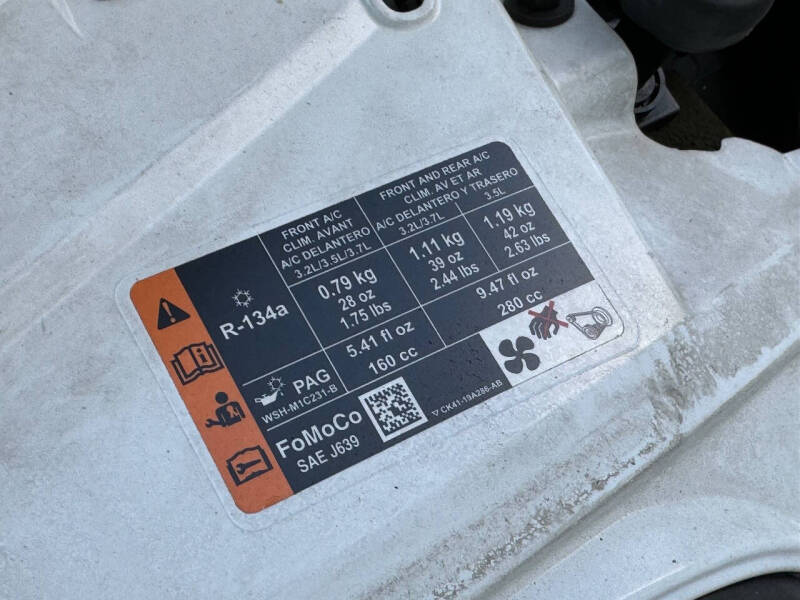 FRONT A/C
CLIM. AVANT
A/C DELANTERO
3.2L/3.5L/3.7L
FRONT AND REAR A/C
CLIM. AV ET AR
A/C DELANTERO Y TRASERO
3.2L/3.7L
3.5L
R-134a
0.79 kg
28 oz
1.75 lbs
1.11 kg
39 oz
2.44 lbs
1.19 kg
42 oz
2.63 lbs
PAG
WSH-M1C231-B
5.41 fl oz
160 cc
9.47 fl oz
280 cc
FoMoCo
SAE J639
CK41-19A286-AB